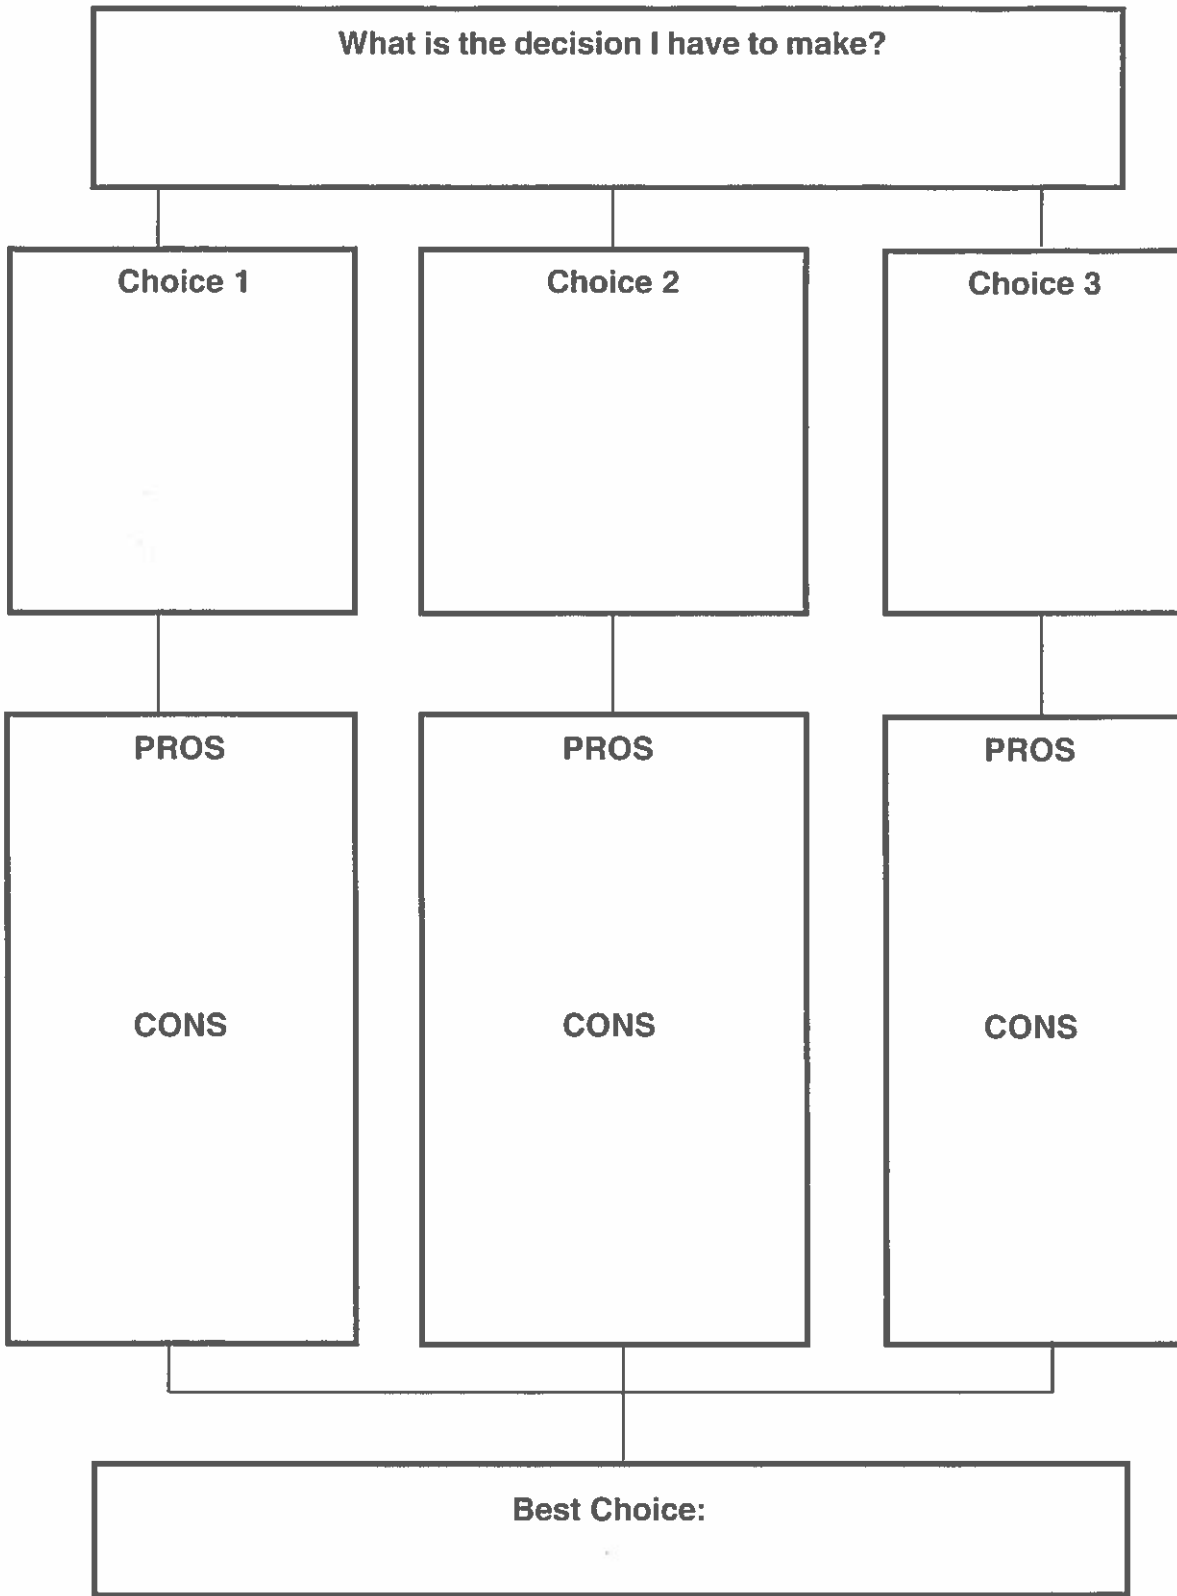 What is the decision I have to make?
Choice 1
Choice 2
Choice 3
PROS
PROS
PROS
CONS
CONS
CONS
Best Choice: